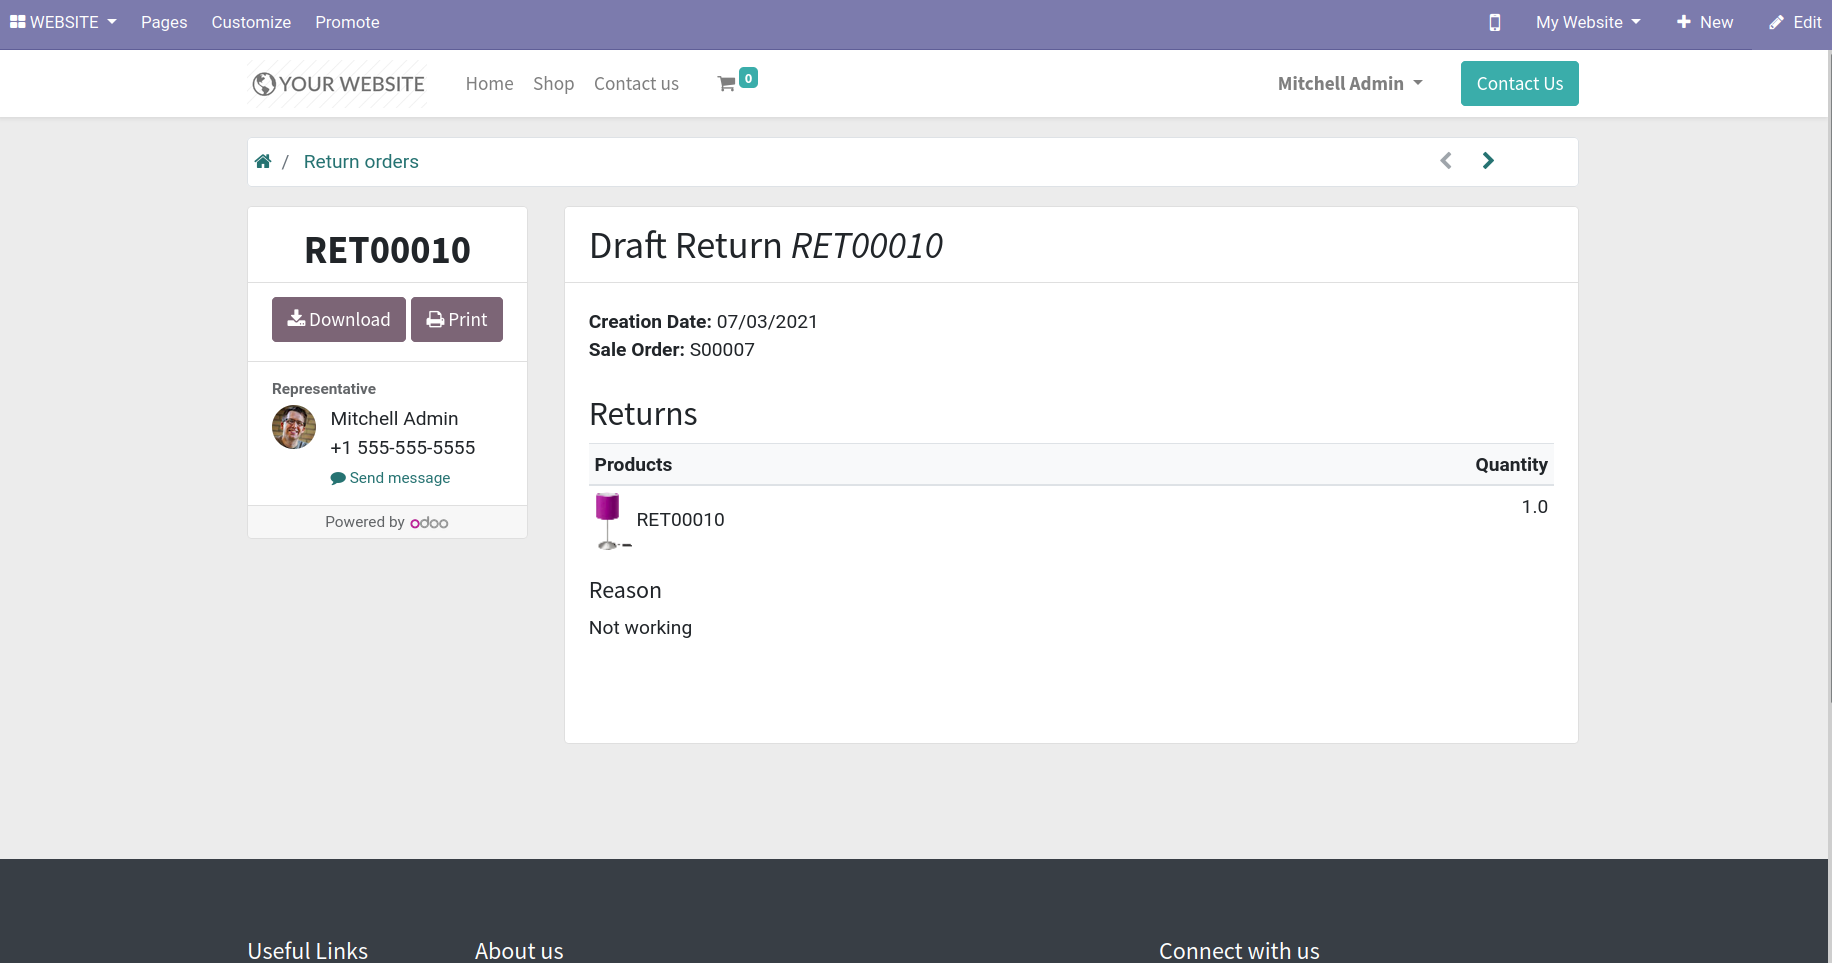 WEBSITE Pages Customize Promote My Website New Edit
YOUR WEBSITE Home Shop Contact us 0 Mitchell Admin Contact Us
/ Return orders
RET00010
Download Print
Representative
Mitchell Admin
+1 555-555-5555
Send message
Powered by odoo
Draft Return RET00010
Creation Date: 07/03/2021
Sale Order: S00007
Returns
Products Quantity
RET00010 1.0
Reason
Not working
Useful Links About us Connect with us